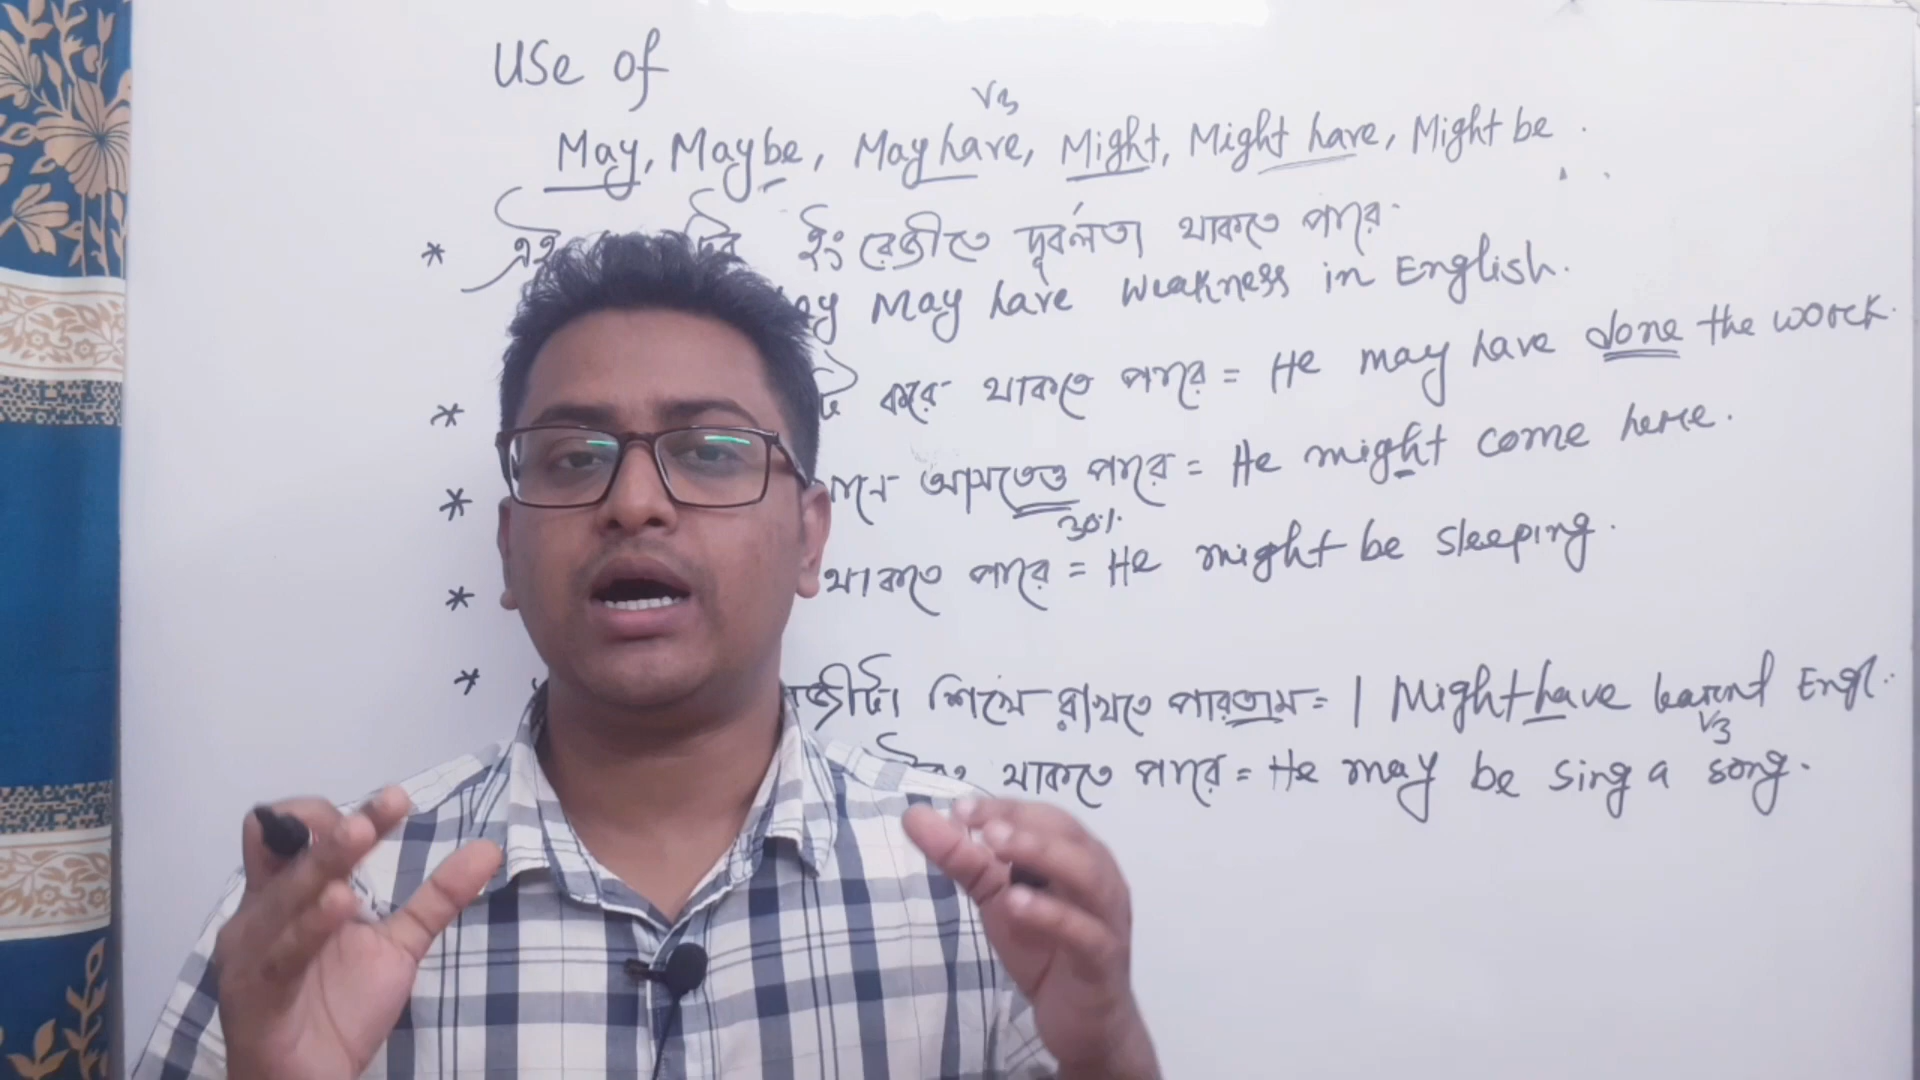 Use of
V3
May, Maybe, May have, Might, Might have, Might be.
* এই ইংরেজীতে দূর্বলতা থাকতে পারে.
May have weakness in English.
* টি করে থাকতে পারে = He may have done the work.
* আসতেও পারে = He might come here.
30%
* থাকতে পারে = He might be sleeping.
* শিখে রাখতে পারতাম = I Might have learnt Engl..
V3
থাকতে পারে = He may be sing a song.